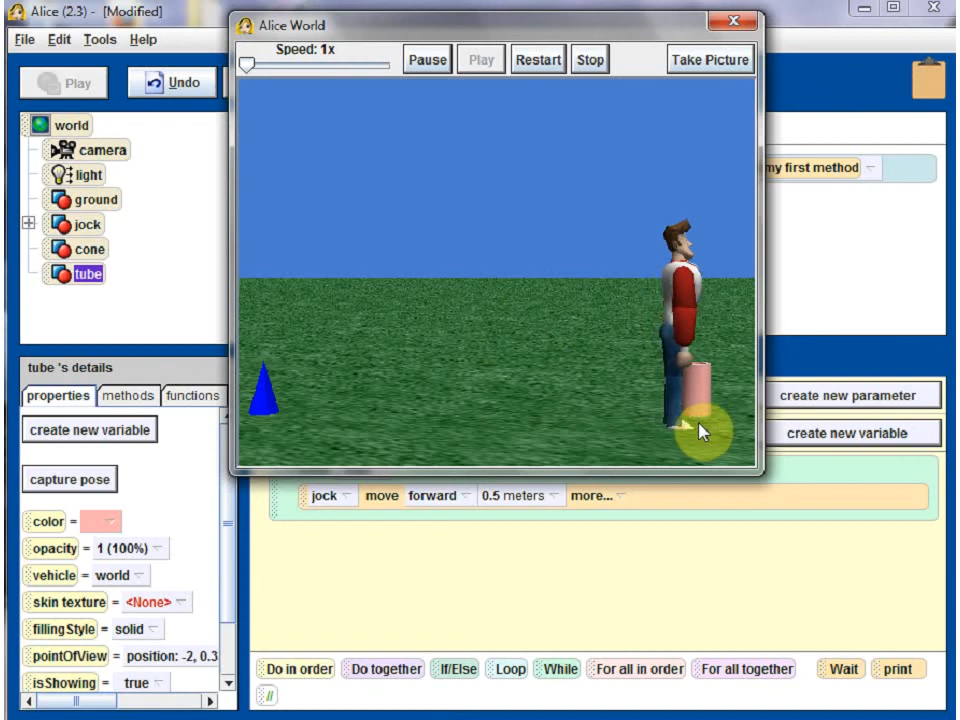 Alice (2.3) - [Modified]
File Edit Tools Help
Play
Undo
world
camera
light
ground
jock
cone
tube
Alice World
Speed: 1x
Pause
Play
Restart
Stop
Take Picture
my first method
tube 's details
properties methods functions
create new variable
capture pose
color =
opacity = 1 (100%)
vehicle = world
skin texture = <None>
fillingStyle = solid
pointOfView = position: -2, 0.3
isShowing = true
create new parameter
create new variable
jock move forward 0.5 meters more...
Do in order Do together If/Else Loop While For all in order For all together Wait print
//